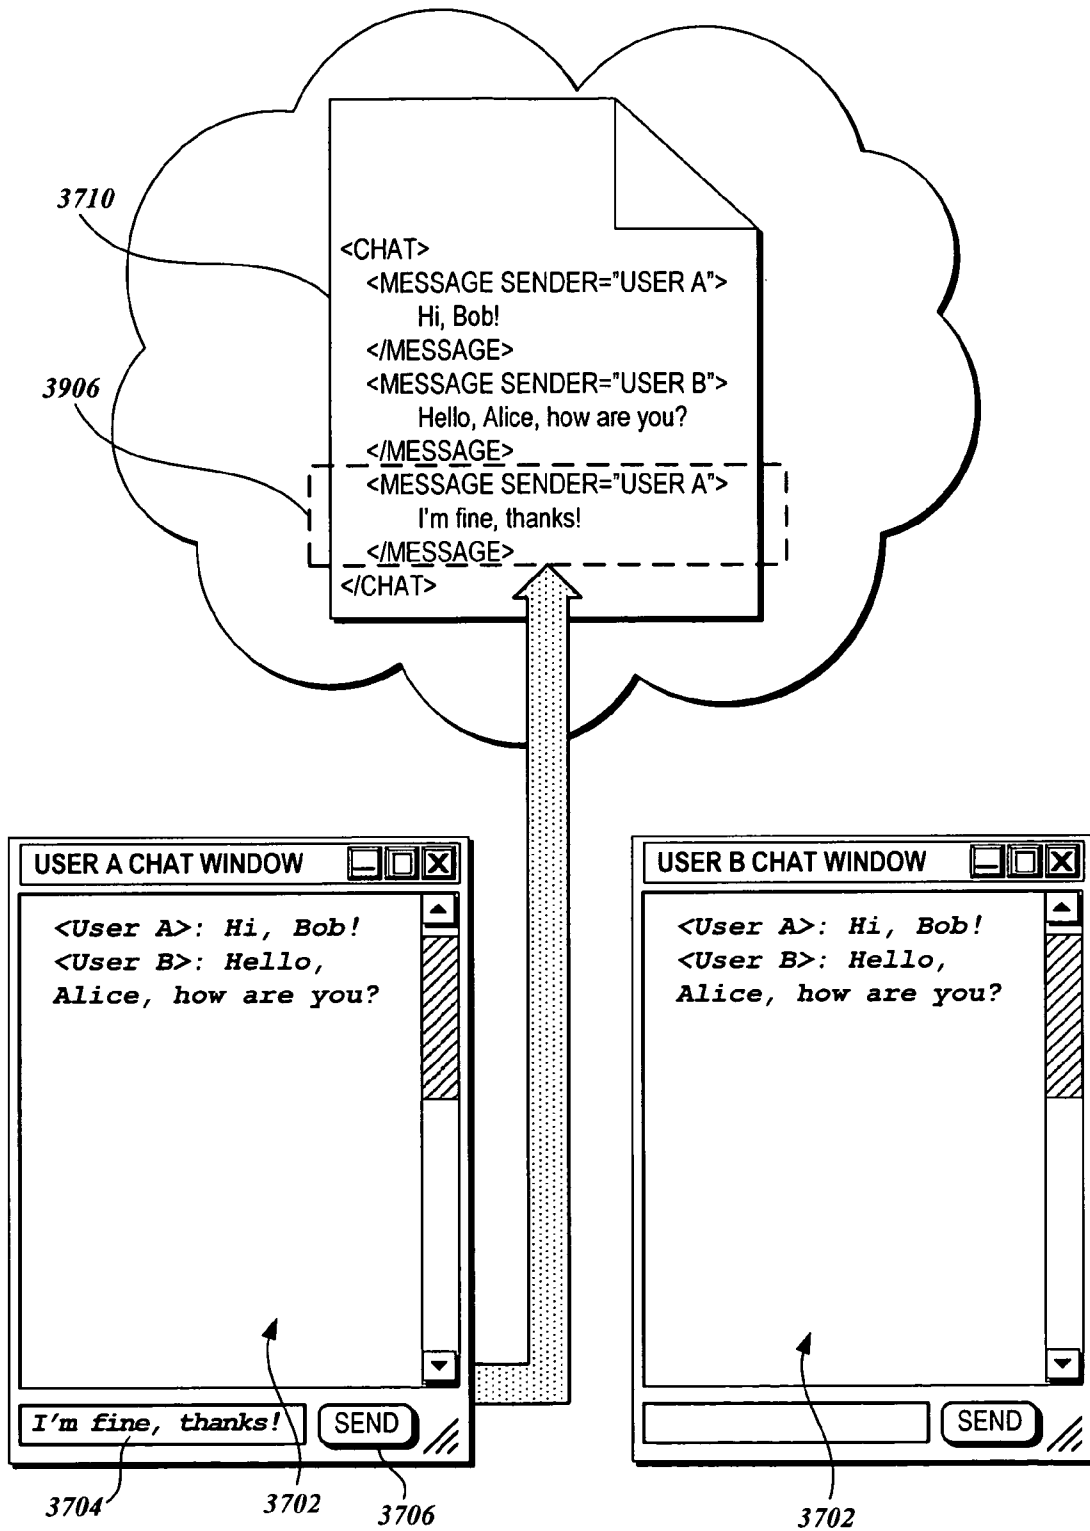 3710
<CHAT>
<MESSAGE SENDER="USER A">
Hi, Bob!
</MESSAGE>
3906
<MESSAGE SENDER="USER B">
Hello, Alice, how are you?
</MESSAGE>
<MESSAGE SENDER="USER A">
I'm fine, thanks!
</MESSAGE>
</CHAT>
USER A CHAT WINDOW
<User A>: Hi, Bob!
<User B>: Hello,
Alice, how are you?
I'm fine, thanks!
SEND
3704
3702
3706
USER B CHAT WINDOW
<User A>: Hi, Bob!
<User B>: Hello,
Alice, how are you?
SEND
3702